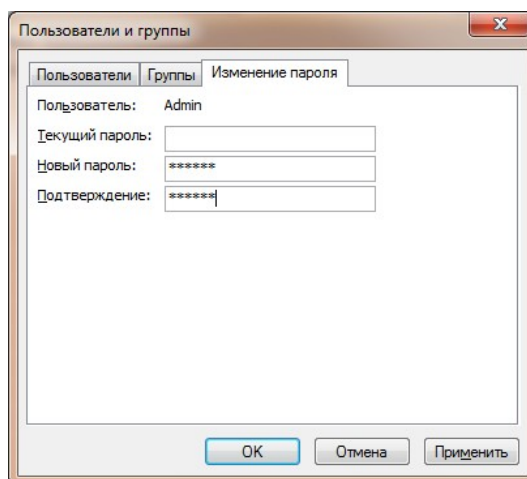 Пользователи и группы
Пользователи Группы Изменение пароля
Пользователь: Admin
Текущий пароль:
Новый пароль: ******
Подтверждение: ******
OK Отмена Применить